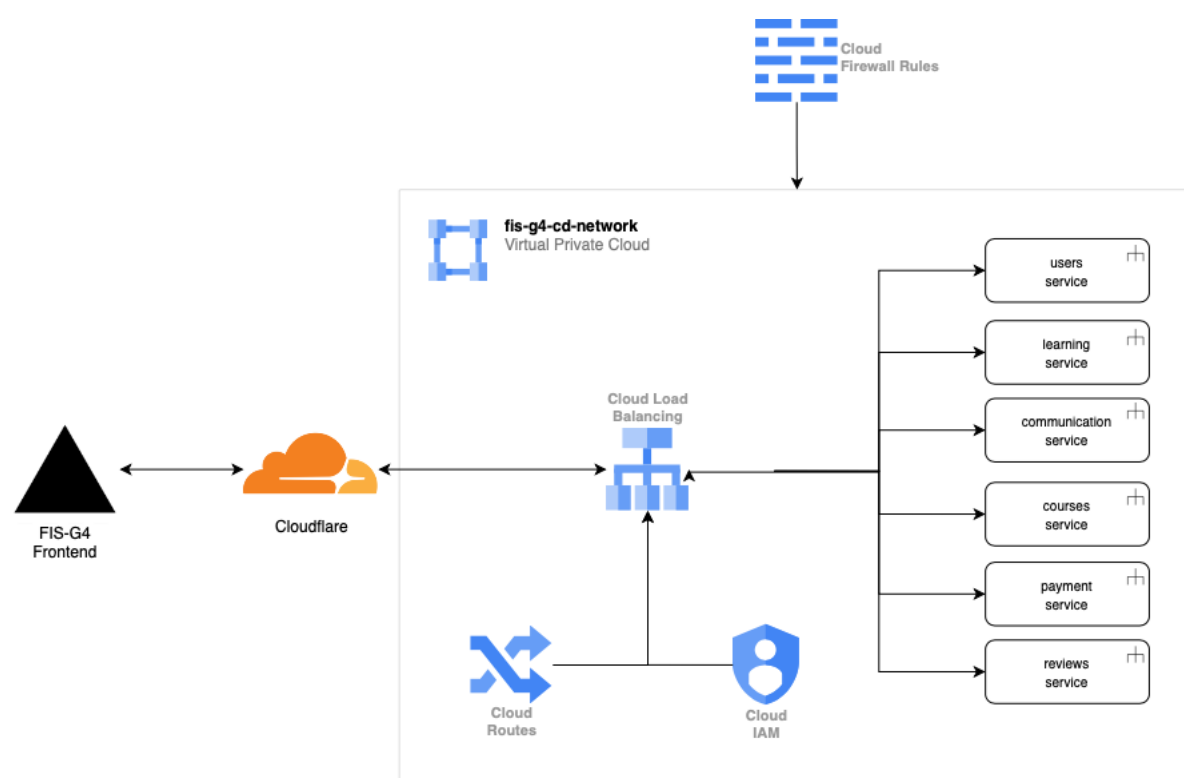 Cloud
Firewall Rules
fis-g4-cd-network
Virtual Private Cloud
users
service
learning
service
Cloud Load
Balancing
communication
service
FIS-G4
Frontend
Cloudflare
courses
service
payment
service
reviews
service
Cloud
Routes
Cloud
IAM